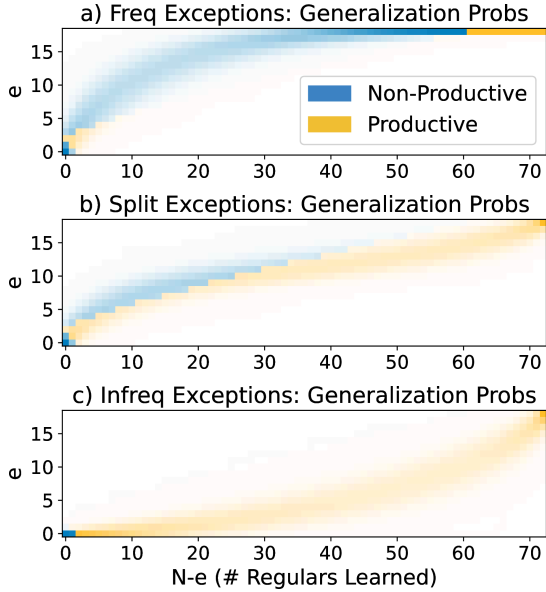 a) Freq Exceptions: Generalization Probs
15
10
5
0
e
Non-Productive
Productive
0 10 20 30 40 50 60 70
b) Split Exceptions: Generalization Probs
15
10
5
0
e
0 10 20 30 40 50 60 70
c) Infreq Exceptions: Generalization Probs
15
10
5
0
e
0 10 20 30 40 50 60 70
N-e (# Regulars Learned)